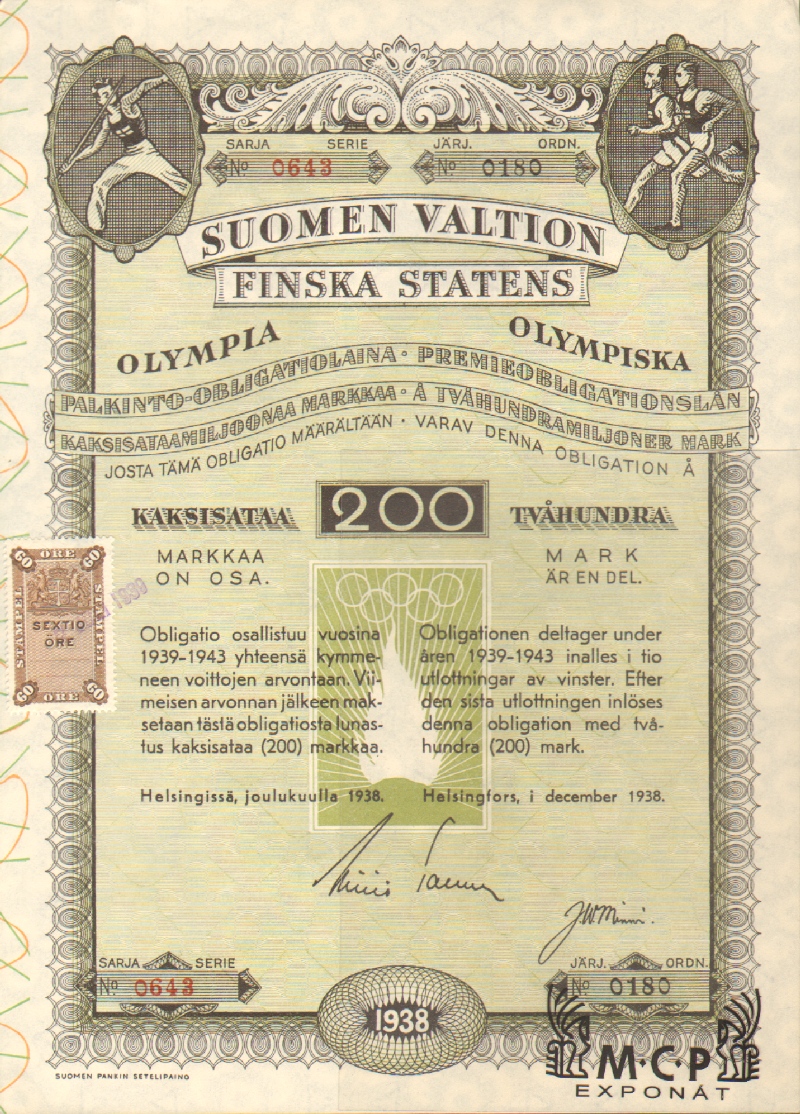 SARJA SERIE
No 0643
JÄRJ. ORDN.
No 0180
SUOMEN VALTION
FINSKA STATENS
OLYMPIA OLYMPISKA
PALKINTO-OBLIGATIOLAINA · PREMIEOBLIGATIONSLÅN
KAKSISATAAMILJOONAA MARKKAA · Å TVÅHUNDRAMILJONER MARK
JOSTA TÄMÄ OBLIGATIO MÄÄRÄLTÄÄN · VARAV DENNA OBLIGATION Å
KAKSISATAA 200 TVÅHUNDRA
MARKKAA
ON OSA.
MARK
ÄR EN DEL.
60 ÖRE 60
STÄMPEL STÄMPEL
SEXTIO
ÖRE
60 ÖRE 60
Obligatio osallistuu vuosina
1939-1943 yhteensä kymme-
neen voittojen arvontaan. Vii-
meisen arvonnan jälkeen mak-
setaan tästä obligatiosta lunas-
tus kaksisataa (200) markkaa.
Obligationen deltager under
åren 1939-1943 inalles i tio
utlottningar av vinster. Efter
den sista utlottningen inlöses
denna obligation med två-
hundra (200) mark.
Helsingissä, joulukuulla 1938.
Helsingfors, i december 1938.
SARJA SERIE
No 0643
JÄRJ. ORDN.
No 0180
1938
SUOMEN PANKIN SETELIPAINO
M·C·P
EXPONÁT